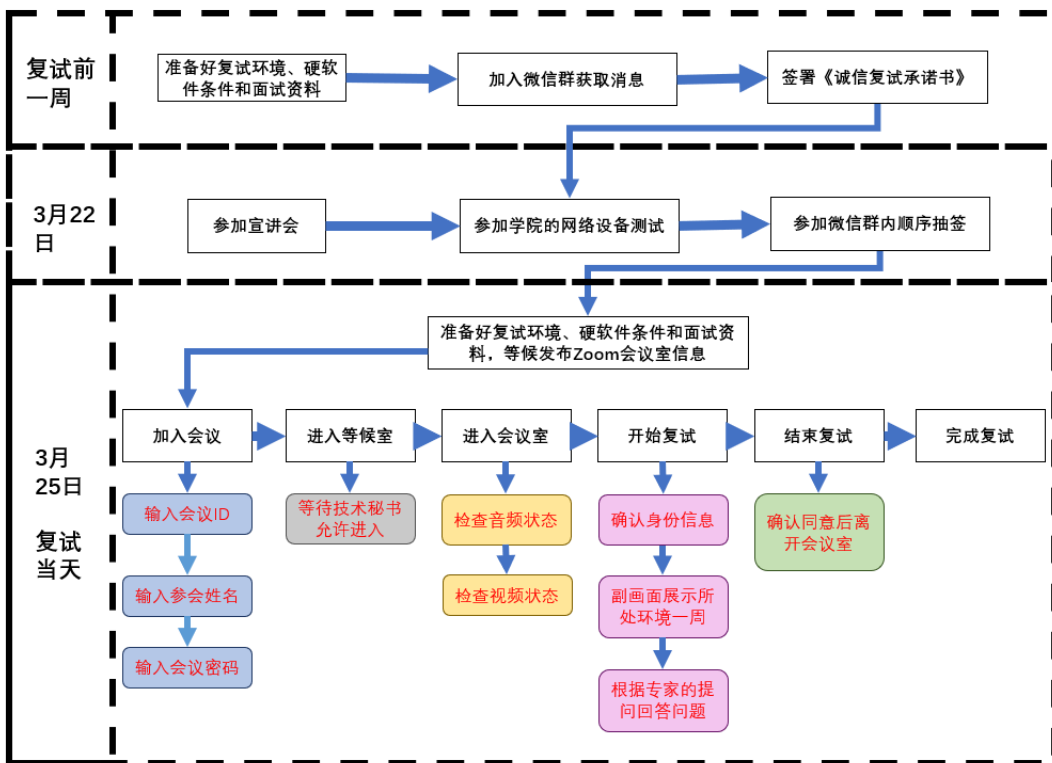 复试前
一周
准备好复试环境、硬软
件条件和面试资料
加入微信群获取消息
签署《诚信复试承诺书》
3月22
日
参加宣讲会
参加学院的网络设备测试
参加微信群内顺序抽签
准备好复试环境、硬软件条件和面试资
料，等候发布Zoom会议室信息
3月
25日
复试
当天
加入会议
进入等候室
进入会议室
开始复试
结束复试
完成复试
输入会议ID
输入参会姓名
输入会议密码
等待技术秘书
允许进入
检查音频状态
检查视频状态
确认身份信息
副画面展示所
处环境一周
根据专家的提
问回答问题
确认同意后离
开会议室